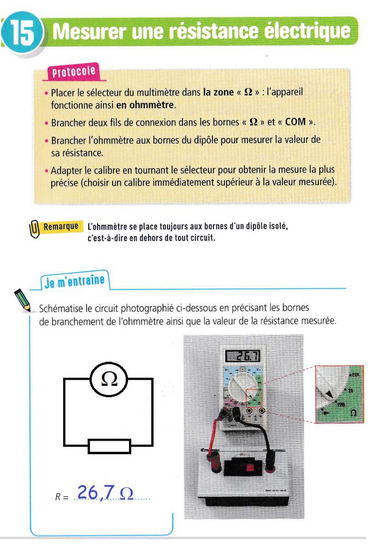 15 Mesurer une résistance électrique
Protocole
• Placer le sélecteur du multimètre dans la zone « Ω » : l'appareil
fonctionne ainsi en ohmmètre.
• Brancher deux fils de connexion dans les bornes « Ω » et « COM ».
• Brancher l'ohmmètre aux bornes du dipôle pour mesurer la valeur de
sa résistance.
• Adapter le calibre en tournant le sélecteur pour obtenir la mesure la plus
précise (choisir un calibre immédiatement supérieur à la valeur mesurée).
Remarque L'ohmmètre se place toujours aux bornes d'un dipôle isolé,
c'est-à-dire en dehors de tout circuit.
Je m'entraîne
Schématise le circuit photographié ci-dessous en précisant les bornes
de branchement de l'ohmmètre ainsi que la valeur de la résistance mesurée.
Ω
26.7
Ω
R = 26,7 Ω